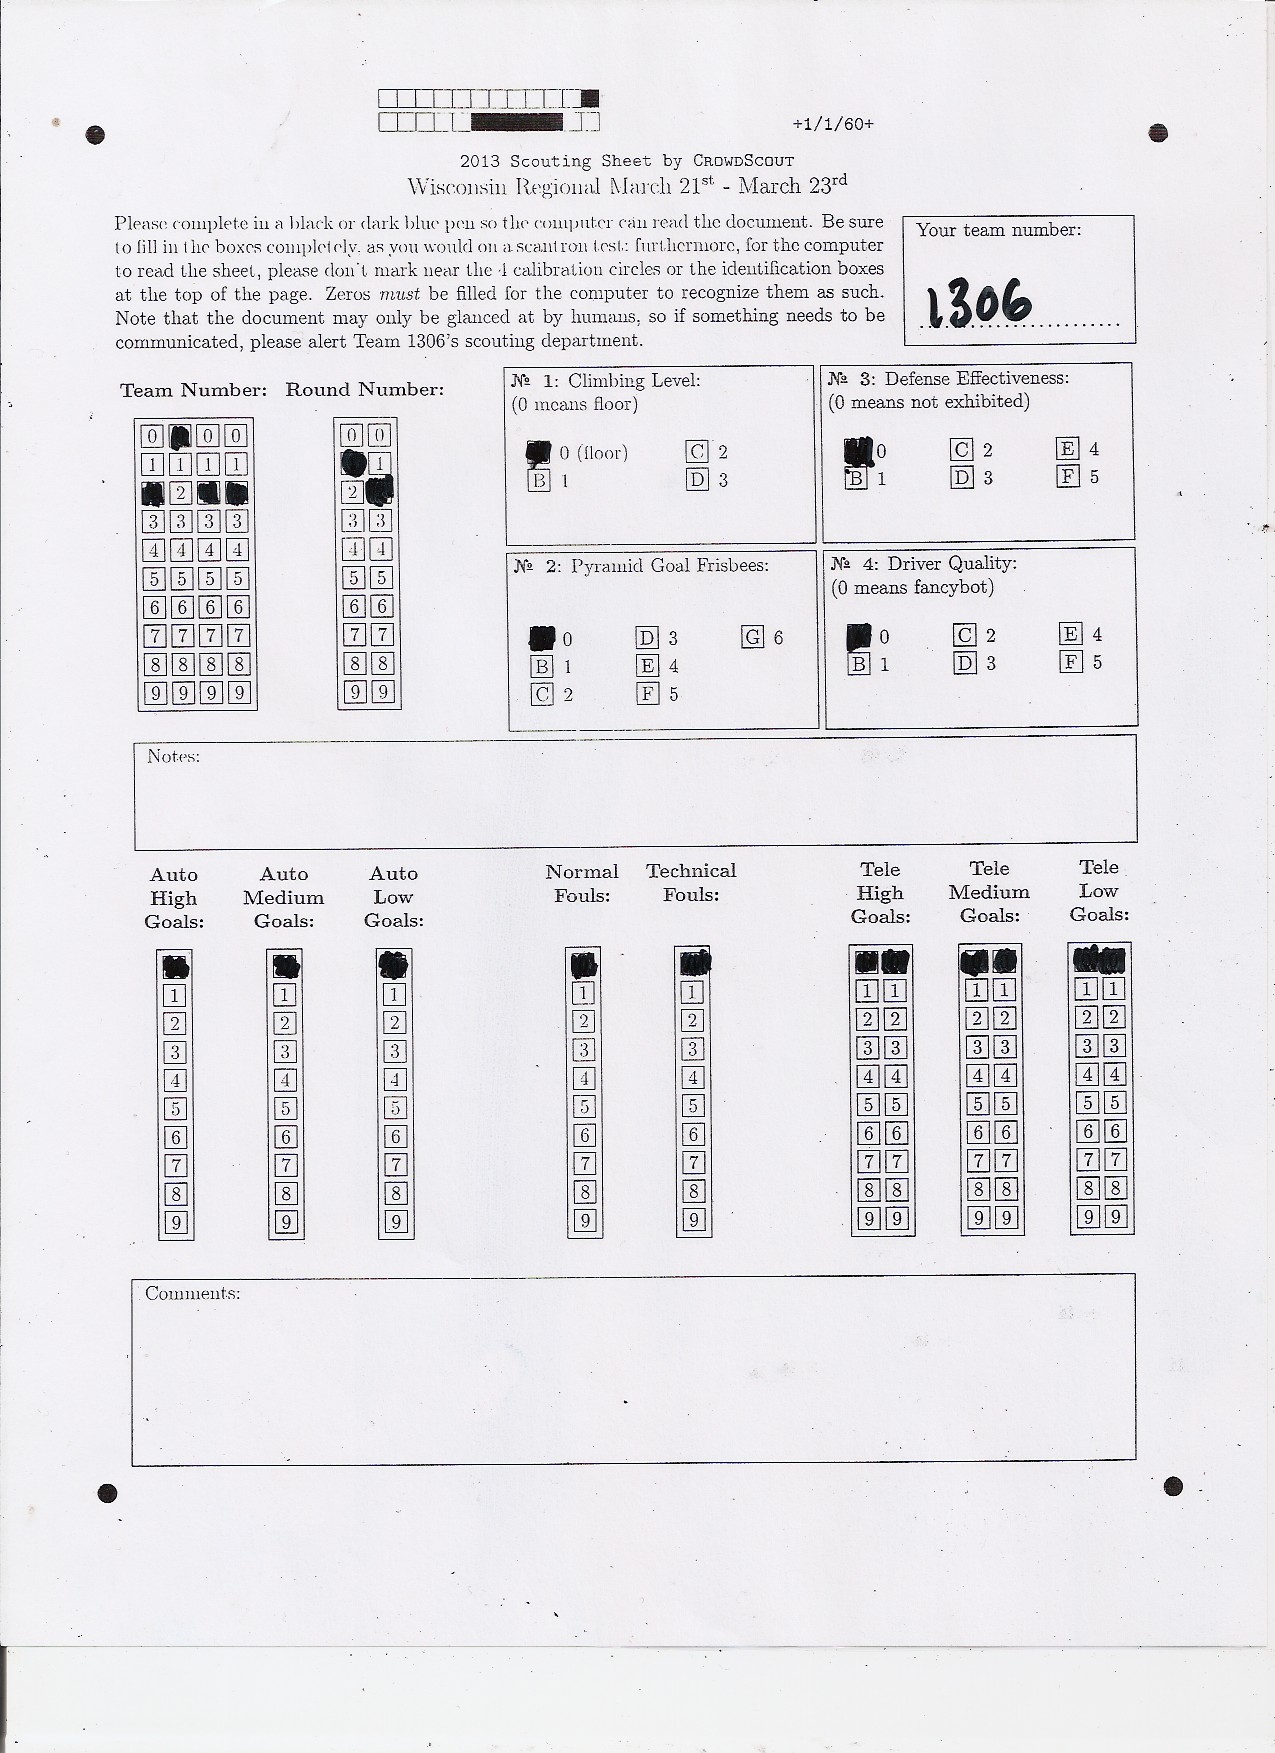 +1/1/60+
2013 Scouting Sheet by CROWDSCOUT
Wisconsin Regional March 21st - March 23rd
Please complete in a black or dark blue pen so the computer can read the document. Be sure
to fill in the boxes completely, as you would on a scantron test; furthermore, for the computer
to read the sheet, please don't mark near the 4 calibration circles or the identification boxes
at the top of the page. Zeros must be filled for the computer to recognize them as such.
Note that the document may only be glanced at by humans, so if something needs to be
communicated, please alert Team 1306's scouting department.
Your team number:
1306
Team Number: Round Number:
0 0 0 0 0
1 1 1 1 1
2 2
3 3 3 3 3 3
4 4 4 4 4 4
5 5 5 5 5 5
6 6 6 6 6 6
7 7 7 7 7 7
8 8 8 8 8 8
9 9 9 9 9 9
№ 1: Climbing Level:
(0 means floor)
0 (floor) C 2
B 1 D 3
№ 3: Defense Effectiveness:
(0 means not exhibited)
0 C 2 E 4
B 1 D 3 F 5
№ 2: Pyramid Goal Frisbees:
0 D 3 G 6
B 1 E 4
C 2 F 5
№ 4: Driver Quality:
(0 means fancybot)
0 C 2 E 4
B 1 D 3 F 5
Notes:
Auto High Goals:
Auto Medium Goals:
Auto Low Goals:
Normal Fouls:
Technical Fouls:
Tele High Goals:
Tele Medium Goals:
Tele Low Goals:
1 1 1 1 1 1 1 1 1 1 1
2 2 2 2 2 2 2 2 2 2 2
3 3 3 3 3 3 3 3 3 3 3
4 4 4 4 4 4 4 4 4 4 4
5 5 5 5 5 5 5 5 5 5 5
6 6 6 6 6 6 6 6 6 6 6
7 7 7 7 7 7 7 7 7 7 7
8 8 8 8 8 8 8 8 8 8 8
9 9 9 9 9 9 9 9 9 9 9
Comments: